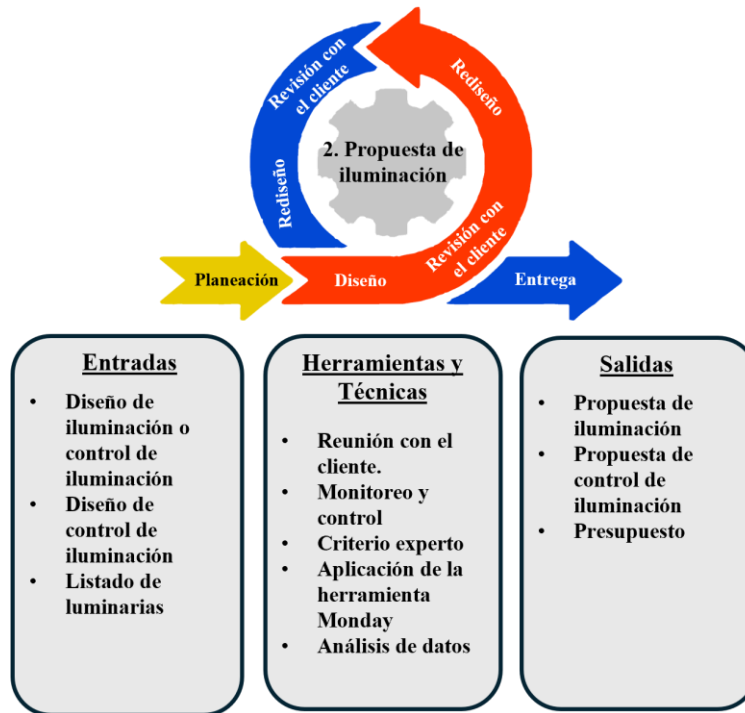 Revisión con
el cliente
Rediseño
2. Propuesta de
iluminación
Rediseño
Revisión con
el cliente
Planeación
Diseño
Entrega
Entradas
• Diseño de
iluminación o
control de
iluminación
• Diseño de
control de
iluminación
• Listado de
luminarias
Herramientas y
Técnicas
• Reunión con el
cliente.
• Monitoreo y
control
• Criterio experto
• Aplicación de la
herramienta
Monday
• Análisis de datos
Salidas
• Propuesta de
iluminación
• Propuesta de
control de
iluminación
• Presupuesto